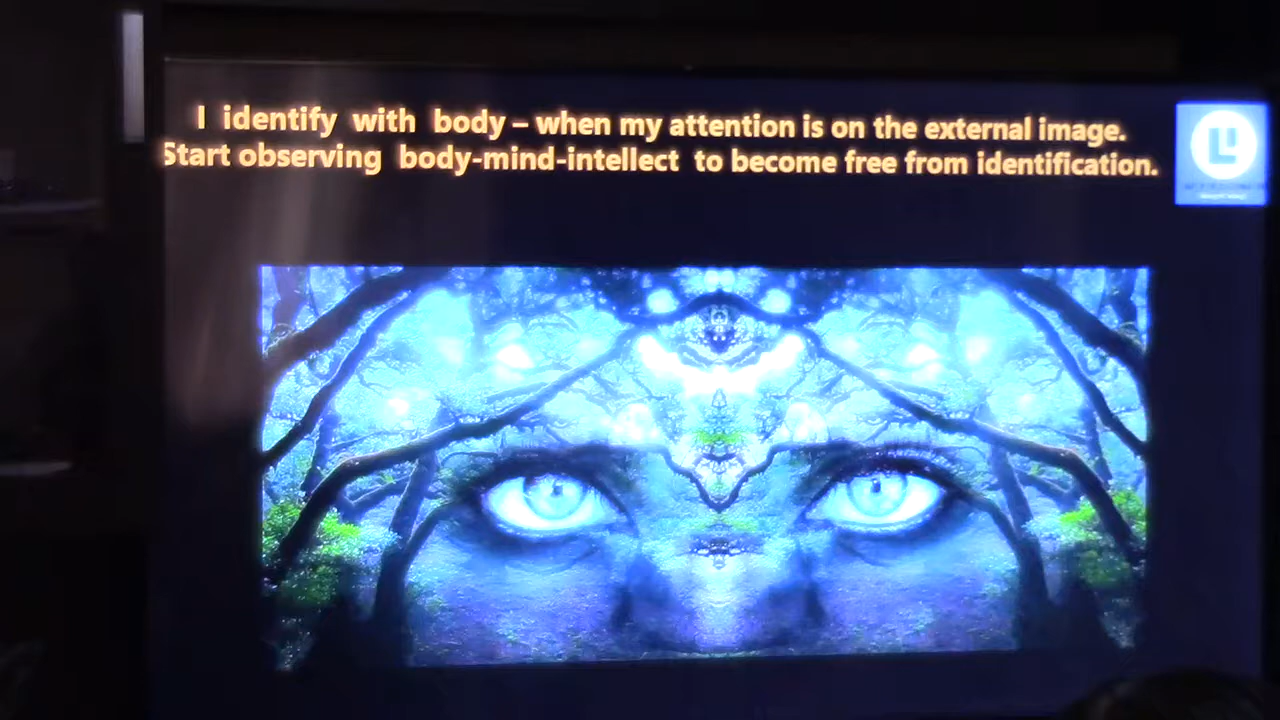 I identify with body – when my attention is on the external image.
Start observing body-mind-intellect to become free from identification.